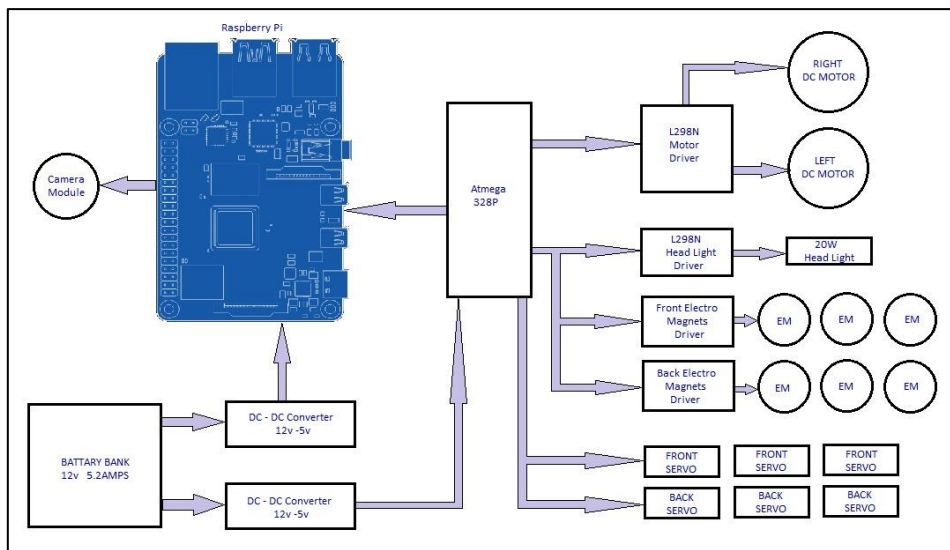 Raspberry Pi
RIGHT
DC MOTOR
L298N
Motor
Driver
LEFT
DC MOTOR
Camera
Module
Atmega
328P
L298N
Head Light
Driver
20W
Head Light
Front Electro
Magnets
Driver
EM
EM
EM
Back Electro
Magnets
Driver
EM
EM
EM
DC - DC Converter
12v -5v
BATTARY BANK
12v 5.2AMPS
DC - DC Converter
12v -5v
FRONT
SERVO
FRONT
SERVO
FRONT
SERVO
BACK
SERVO
BACK
SERVO
BACK
SERVO